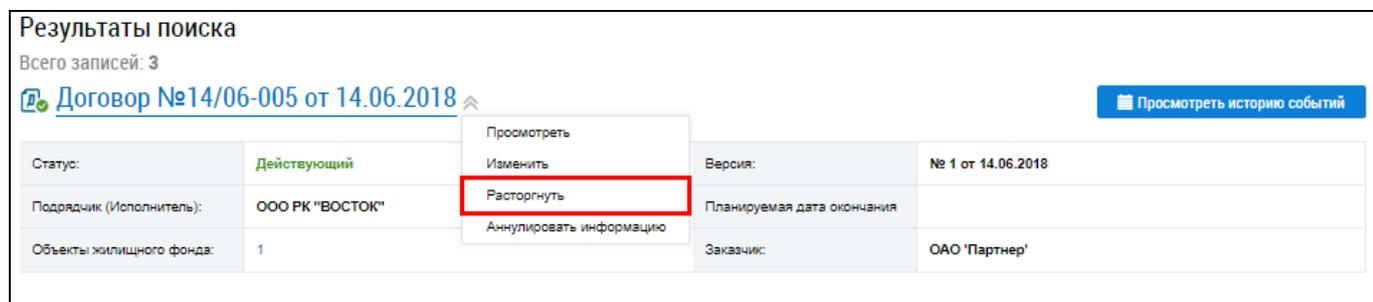 Результаты поиска
Всего записей: 3
Договор №14/06-005 от 14.06.2018
Просмотреть историю событий
Просмотреть
Изменить
Расторгнуть
Аннулировать информацию
Статус: Действующий Версия: № 1 от 14.06.2018
Подрядчик (Исполнитель): ООО РК "ВОСТОК" Планируемая дата окончания
Объекты жилищного фонда: 1 Заказчик: ОАО 'Партнер'